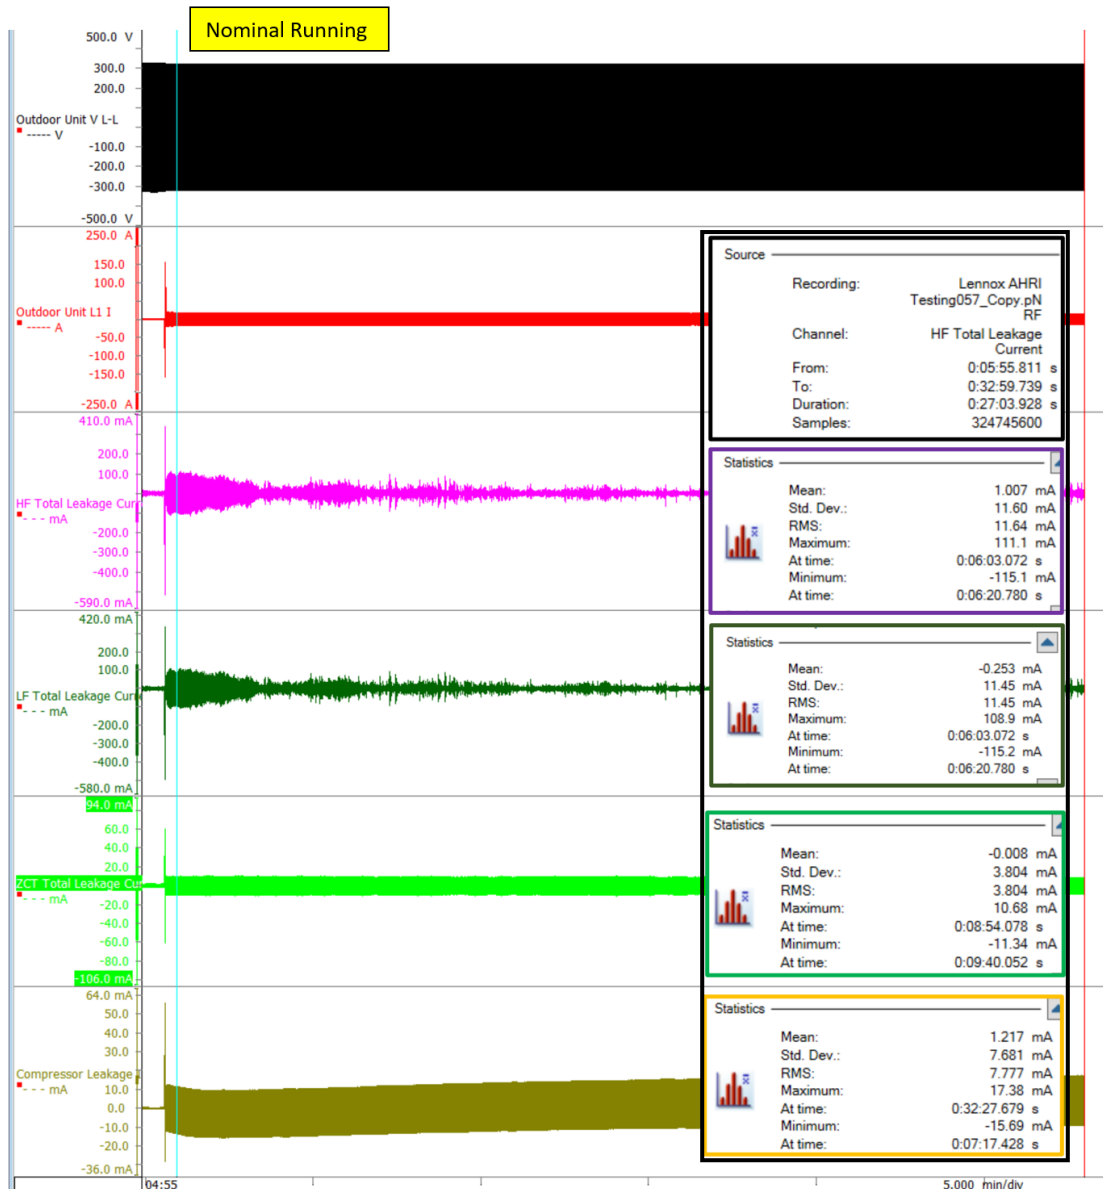 Nominal Running
500.0 V
300.0
200.0
Outdoor Unit V L-L
----- V
-100.0
-200.0
-300.0
-500.0 V
250.0 A
150.0
100.0
Outdoor Unit L1 I
----- A
-50.0
-100.0
-150.0
-250.0 A
410.0 mA
200.0
100.0
HF Total Leakage Curr
- - - mA
-200.0
-300.0
-400.0
-590.0 mA
420.0 mA
200.0
100.0
LF Total Leakage Curr
- - - mA
-200.0
-300.0
-400.0
-580.0 mA
94.0 mA
60.0
40.0
20.0
ZCT Total Leakage Cu
- - - mA
-20.0
-40.0
-60.0
-80.0
-106.0 mA
64.0 mA
50.0
40.0
30.0
Compressor Leakage
- - - mA
10.0
0.0
-10.0
-20.0
-36.0 mA
04:55
5.000 min/div
Source
Recording: Lennox AHRI
Testing057_Copy.pN
RF
Channel: HF Total Leakage
Current
From: 0:05:55.811 s
To: 0:32:59.739 s
Duration: 0:27:03.928 s
Samples: 324745600
Statistics
Mean: 1.007 mA
Std. Dev.: 11.60 mA
RMS: 11.64 mA
Maximum: 111.1 mA
At time: 0:06:03.072 s
Minimum: -115.1 mA
At time: 0:06:20.780 s
Statistics
Mean: -0.253 mA
Std. Dev.: 11.45 mA
RMS: 11.45 mA
Maximum: 108.9 mA
At time: 0:06:03.072 s
Minimum: -115.2 mA
At time: 0:06:20.780 s
Statistics
Mean: -0.008 mA
Std. Dev.: 3.804 mA
RMS: 3.804 mA
Maximum: 10.68 mA
At time: 0:08:54.078 s
Minimum: -11.34 mA
At time: 0:09:40.052 s
Statistics
Mean: 1.217 mA
Std. Dev.: 7.681 mA
RMS: 7.777 mA
Maximum: 17.38 mA
At time: 0:32:27.679 s
Minimum: -15.69 mA
At time: 0:07:17.428 s